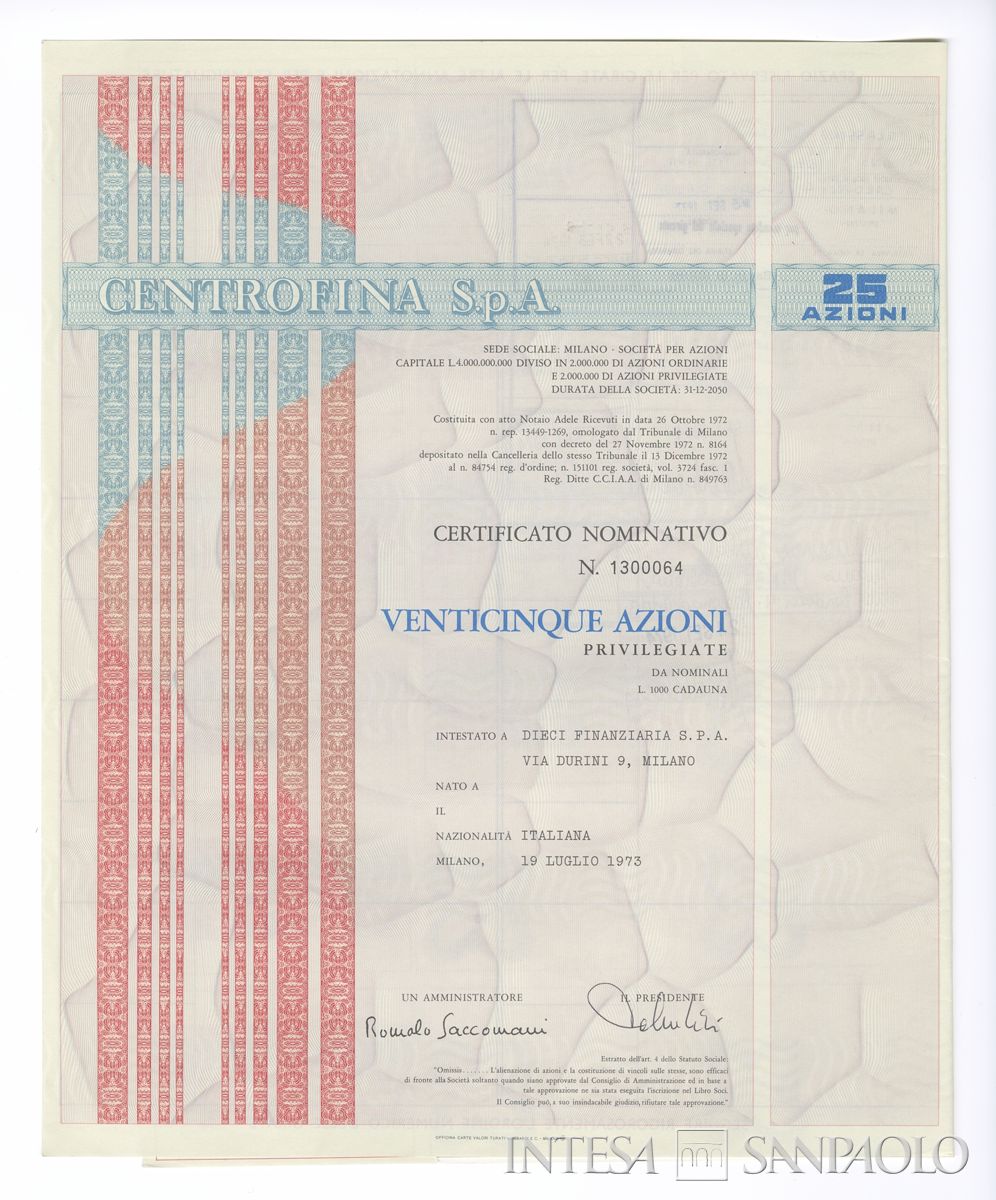 CENTROFINA S.p.A.
25
AZIONI
SEDE SOCIALE: MILANO - SOCIETÀ PER AZIONI
CAPITALE L.4.000.000.000 DIVISO IN 2.000.000 DI AZIONI ORDINARIE
E 2.000.000 DI AZIONI PRIVILEGIATE
DURATA DELLA SOCIETÀ: 31-12-2050
Costituita con atto Notaio Adele Ricevuti in data 26 Ottobre 1972
n. rep. 13449-1269, omologato dal Tribunale di Milano
con decreto del 27 Novembre 1972 n. 8164
depositato nella Cancelleria dello stesso Tribunale il 13 Dicembre 1972
al n. 84754 reg. d'ordine; n. 151101 reg. società, vol. 3724 fasc. 1
Reg. Ditte C.C.I.A.A. di Milano n. 849763
CERTIFICATO NOMINATIVO
N. 1300064
VENTICINQUE AZIONI
PRIVILEGIATE
DA NOMINALI
L. 1000 CADAUNA
INTESTATO A DIECI FINANZIARIA S.P.A.
VIA DURINI 9, MILANO
NATO A
IL
NAZIONALITÀ ITALIANA
MILANO, 19 LUGLIO 1973
UN AMMINISTRATORE IL PRESIDENTE
Romolo Saccomani
Estratto dell'art. 4 dello Statuto Sociale:
"Omissis....... L'alienazione di azioni e la costituzione di vincoli sulle stesse, sono efficaci
di fronte alla Società soltanto quando siano approvate dal Consiglio di Amministrazione ed in base a
tale approvazione ne sia stata eseguita l'iscrizione nel Libro Soci.
Il Consiglio può, a suo insindacabile giudizio, rifiutare tale approvazione."
OFFICINA CARTE VALORI TURATI
INTESA SANPAOLO